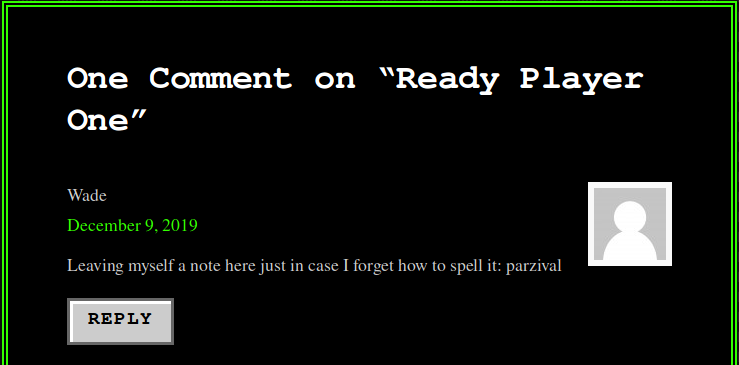 One Comment on “Ready Player
One”
Wade
December 9, 2019
Leaving myself a note here just in case I forget how to spell it: parzival
REPLY